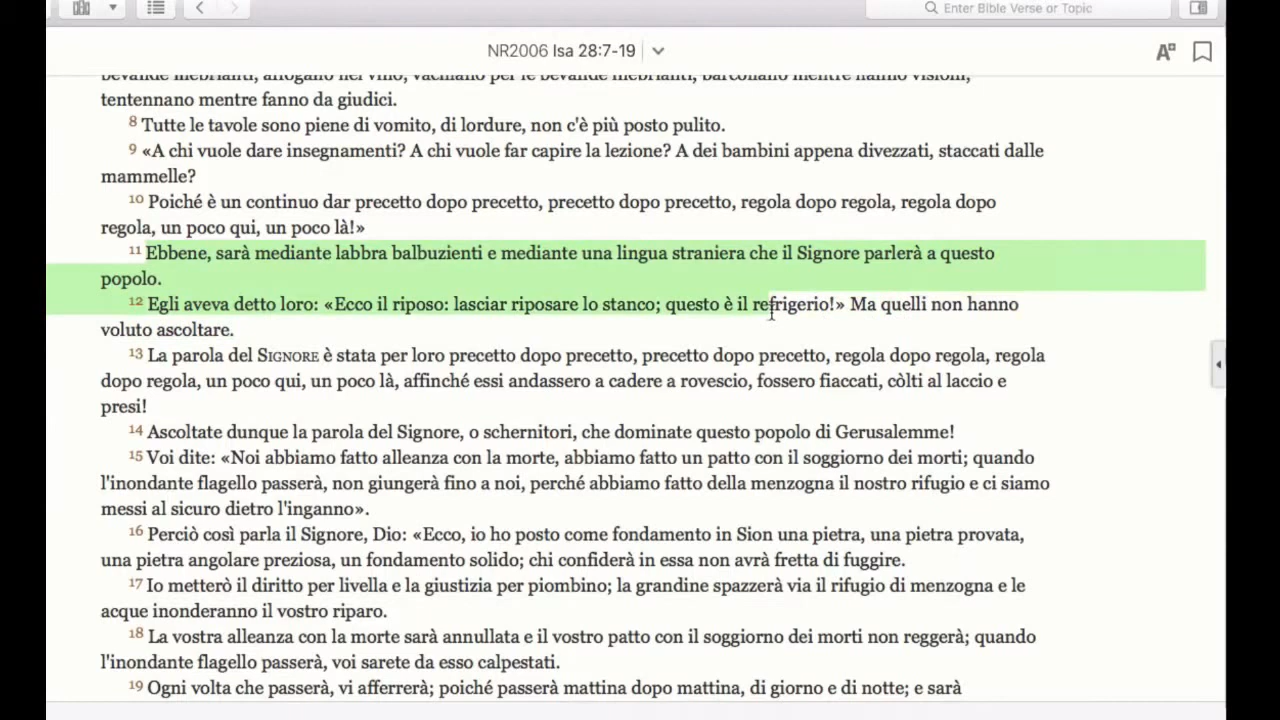 Enter Bible Verse or Topic
NR2006 Isa 28:7-19
bevande inebrianti, affogano nel vino, vacillano per le bevande inebrianti, barcollano mentre hanno visioni,
tentennano mentre fanno da giudici.
8 Tutte le tavole sono piene di vomito, di lordure, non c'è più posto pulito.
9 «A chi vuole dare insegnamenti? A chi vuole far capire la lezione? A dei bambini appena divezzati, staccati dalle
mammelle?
10 Poiché è un continuo dar precetto dopo precetto, precetto dopo precetto, regola dopo regola, regola dopo
regola, un poco qui, un poco là!»
11 Ebbene, sarà mediante labbra balbuzienti e mediante una lingua straniera che il Signore parlerà a questo
popolo.
12 Egli aveva detto loro: «Ecco il riposo: lasciar riposare lo stanco; questo è il refrigerio!» Ma quelli non hanno
voluto ascoltare.
13 La parola del SIGNORE è stata per loro precetto dopo precetto, precetto dopo precetto, regola dopo regola, regola
dopo regola, un poco qui, un poco là, affinché essi andassero a cadere a rovescio, fossero fiaccati, còlti al laccio e
presi!
14 Ascoltate dunque la parola del Signore, o schernitori, che dominate questo popolo di Gerusalemme!
15 Voi dite: «Noi abbiamo fatto alleanza con la morte, abbiamo fatto un patto con il soggiorno dei morti; quando
l'inondante flagello passerà, non giungerà fino a noi, perché abbiamo fatto della menzogna il nostro rifugio e ci siamo
messi al sicuro dietro l'inganno».
16 Perciò così parla il Signore, Dio: «Ecco, io ho posto come fondamento in Sion una pietra, una pietra provata,
una pietra angolare preziosa, un fondamento solido; chi confiderà in essa non avrà fretta di fuggire.
17 Io metterò il diritto per livella e la giustizia per piombino; la grandine spazzerà via il rifugio di menzogna e le
acque inonderanno il vostro riparo.
18 La vostra alleanza con la morte sarà annullata e il vostro patto con il soggiorno dei morti non reggerà; quando
l'inondante flagello passerà, voi sarete da esso calpestati.
19 Ogni volta che passerà, vi afferrerà; poiché passerà mattina dopo mattina, di giorno e di notte; e sarà